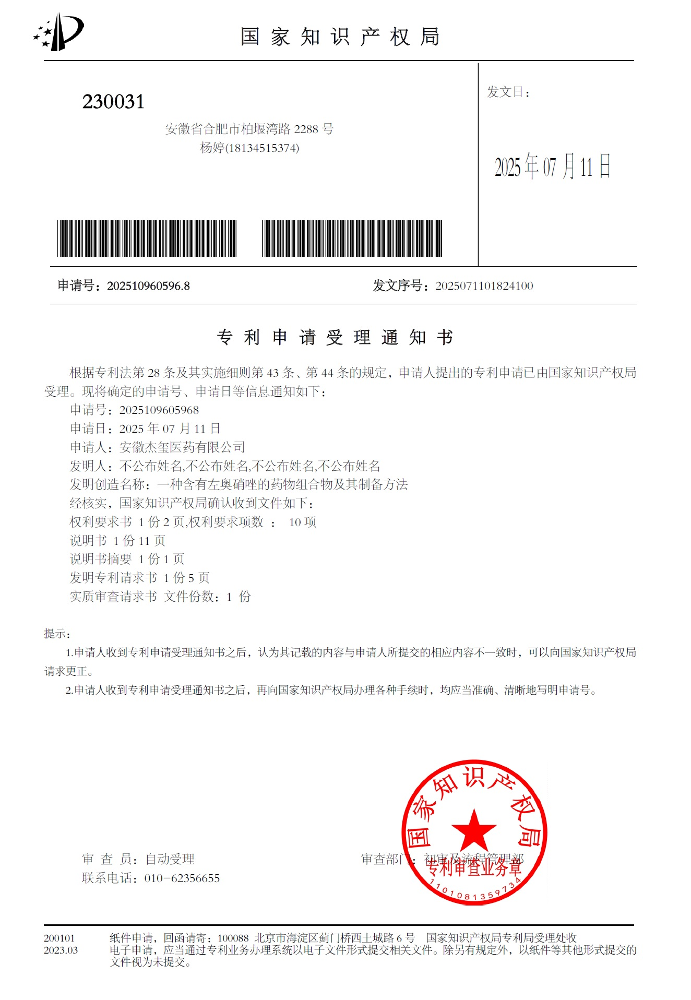 国家知识产权局
230031
发文日：
安徽省合肥市柏堰湾路 2288 号
杨婷(18134515374)
2025 年 07 月 11 日
申请号：202510960596.8
发文序号：2025071101824100
专利申请受理通知书
根据专利法第 28 条及其实施细则第 43 条、第 44 条的规定，申请人提出的专利申请已由国家知识产权局
受理。现将确定的申请号、申请日等信息通知如下：
申请号：2025109605968
申请日：2025 年 07 月 11 日
申请人：安徽杰玺医药有限公司
发明人：不公布姓名,不公布姓名,不公布姓名,不公布姓名
发明创造名称：一种含有左奥硝唑的药物组合物及其制备方法
经核实，国家知识产权局确认收到文件如下：
权利要求书 1 份 2 页,权利要求项数 ： 10 项
说明书 1 份 11 页
说明书摘要 1 份 1 页
发明专利请求书 1 份 5 页
实质审查请求书 文件份数：1 份
提示：
1.申请人收到专利申请受理通知书之后，认为其记载的内容与申请人所提交的相应内容不一致时，可以向国家知识产权局
请求更正。
2.申请人收到专利申请受理通知书之后，再向国家知识产权局办理各种手续时，均应当准确、清晰地写明申请号。
国家知识产权局
审 查 员：自动受理
审查部门：初审及流程管理部
专利审查业务章
联系电话：010-62356655
1101081359734
200101 纸件申请，回函请寄：100088 北京市海淀区蓟门桥西土城路 6 号 国家知识产权局专利局受理处收
2023.03 电子申请，应当通过专利业务办理系统以电子文件形式提交相关文件。除另有规定外，以纸件等其他形式提交的
文件视为未提交。